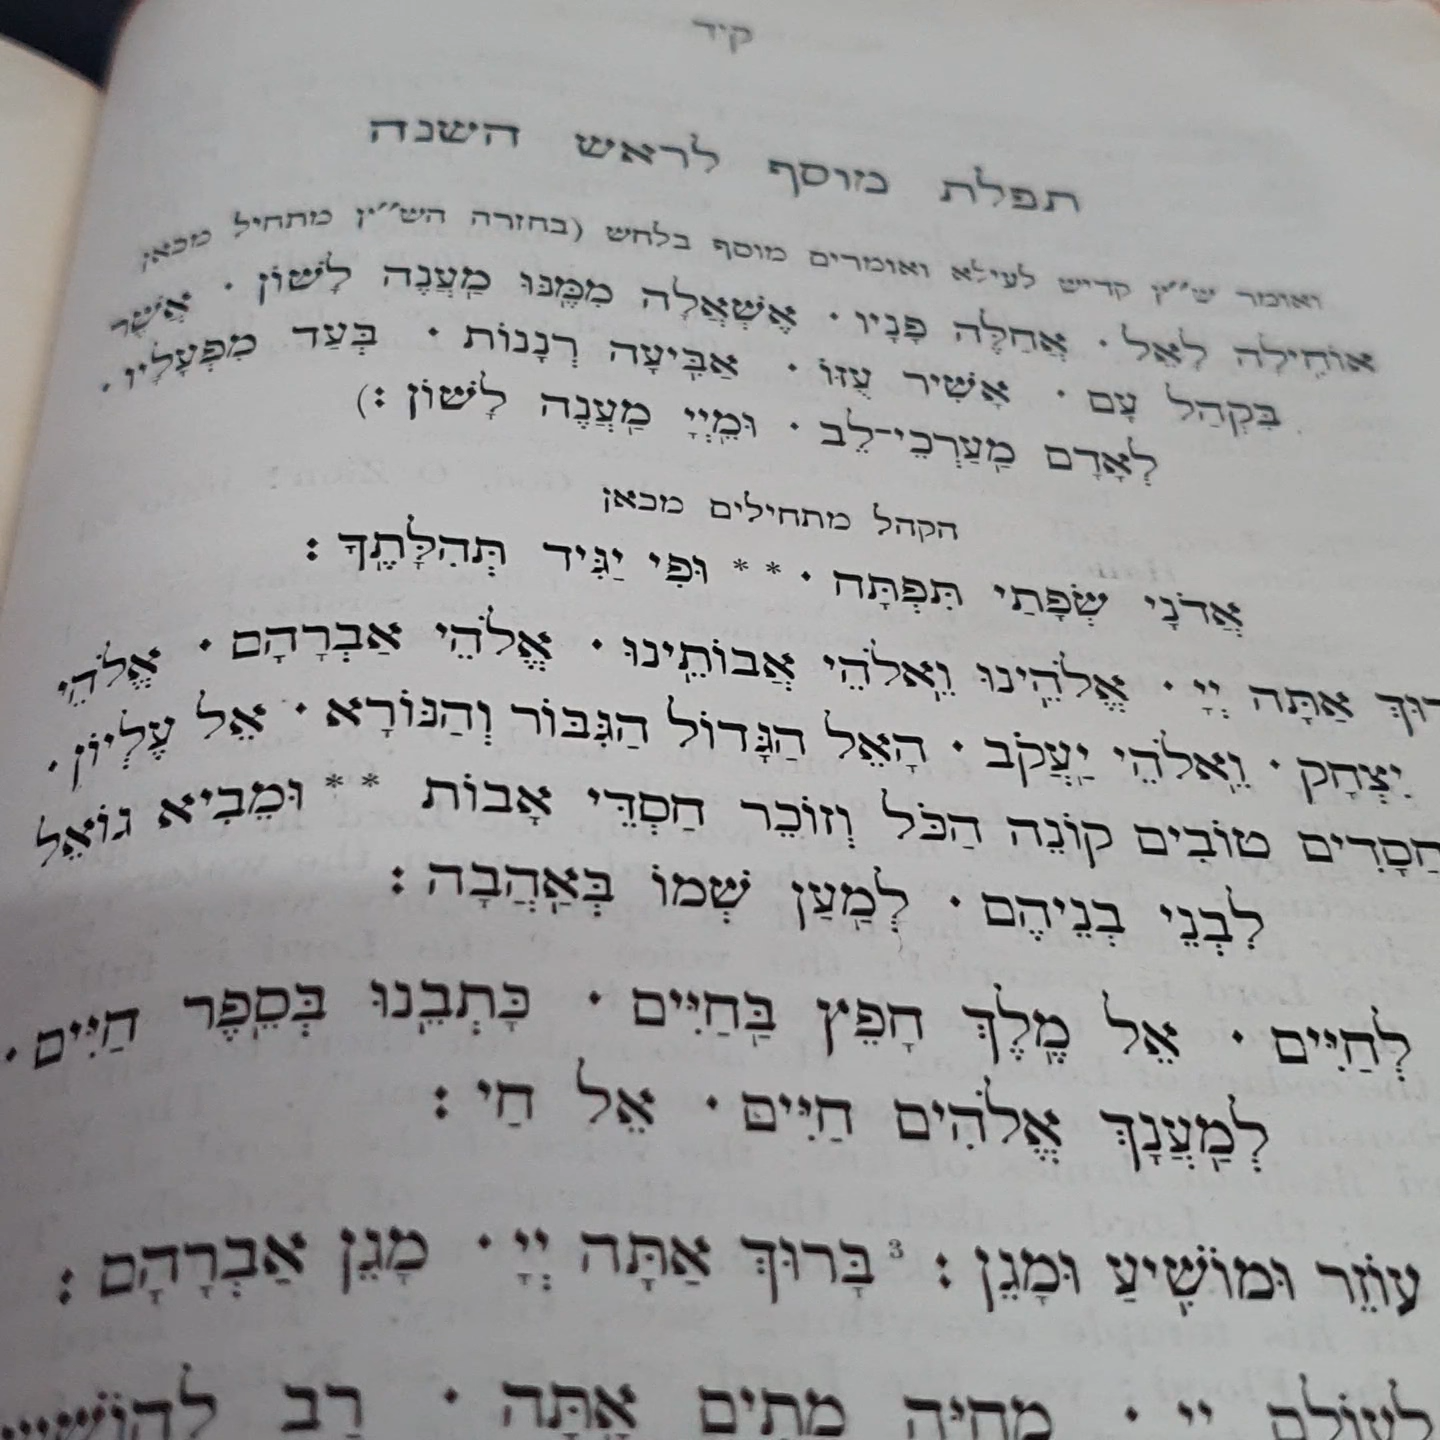 קיד
תפלת מוסף לראש השנה
ואומר ש״ץ קדיש לעילא ואומרים מוסף בלחש (בחזרה הש״ץ מתחיל מכאן
אוֹחִילָה לָאֵל · אֲחַלֶּה פָנָיו · אֶשְׁאֲלָה מִמֶּנּוּ מַעֲנֵה לָשׁוֹן · אֲשֶׁר
בִּקְהַל עָם · אָשִׁיר עֻזּוֹ · אַבִּיעָה רְנָנוֹת · בְּעַד מִפְעָלָיו ·
לְאָדָם מַעַרְכֵי־לֵב · וּמֵיְיָ מַעֲנֵה לָשׁוֹן :)
הקהל מתחילים מכאן
אֲדֹנָי שְׂפָתַי תִּפְתָּח · * * וּפִי יַגִּיד תְּהִלָּתֶךָ :
אַתָּה יְיָ · אֱלֹהֵינוּ וֵאלֹהֵי אֲבוֹתֵינוּ · אֱלֹהֵי אַבְרָהָם · אֱלֹהֵי
יִצְחָק · וֵאלֹהֵי יַעֲקֹב · הָאֵל הַגָּדוֹל הַגִּבּוֹר וְהַנּוֹרָא · אֵל עֶלְיוֹן ·
חֲסָדִים טוֹבִים קוֹנֵה הַכֹּל וְזוֹכֵר חַסְדֵּי אָבוֹת * * וּמֵבִיא גוֹאֵל
לִבְנֵי בְנֵיהֶם · לְמַעַן שְׁמוֹ בְּאַהֲבָה :
לְחַיִּים · אֵל מֶלֶךְ חָפֵץ בַּחַיִּים · כָּתְבֵנוּ בְּסֵפֶר חַיִּים ·
לְמַעֲנָךְ אֱלֹהִים חַיִּים · אֵל חַי :
עוֹזֵר וּמוֹשִׁיעַ וּמָגֵן : ³ בָּרוּךְ אַתָּה יְיָ · מָגֵן אַבְרָהָם :
לְעוֹלָם יְיָ · מְחַיֵּה מֵתִים אַתָּה · רַב